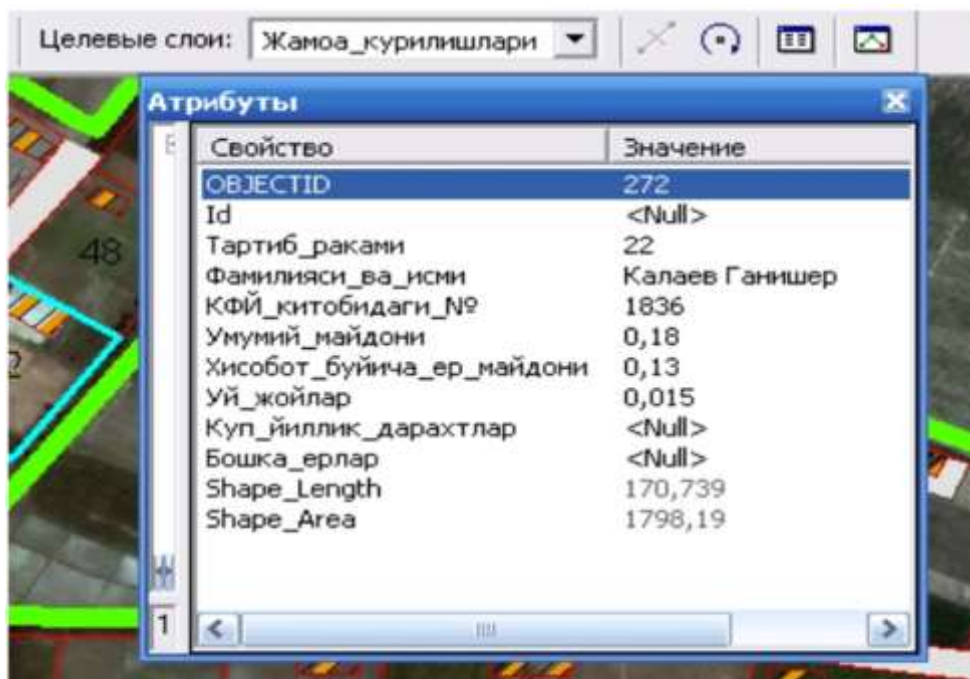 Целевые слои: Жамоа_курилишлари
Атрибуты
Свойство Значение
OBJECTID 272
Id <Null>
Тартиб_раками 22
48
Фамилияси_ва_исми Калаев Ганишер
КФЙ_китобидаги_№ 1836
Умумий_майдони 0,18
Хисобот_буйича_ер_майдони 0,13
Уй_жойлар 0,015
Куп_йиллик_дарахтлар <Null>
Бошка_ерлар <Null>
Shape_Length 170,739
Shape_Area 1798,19
1